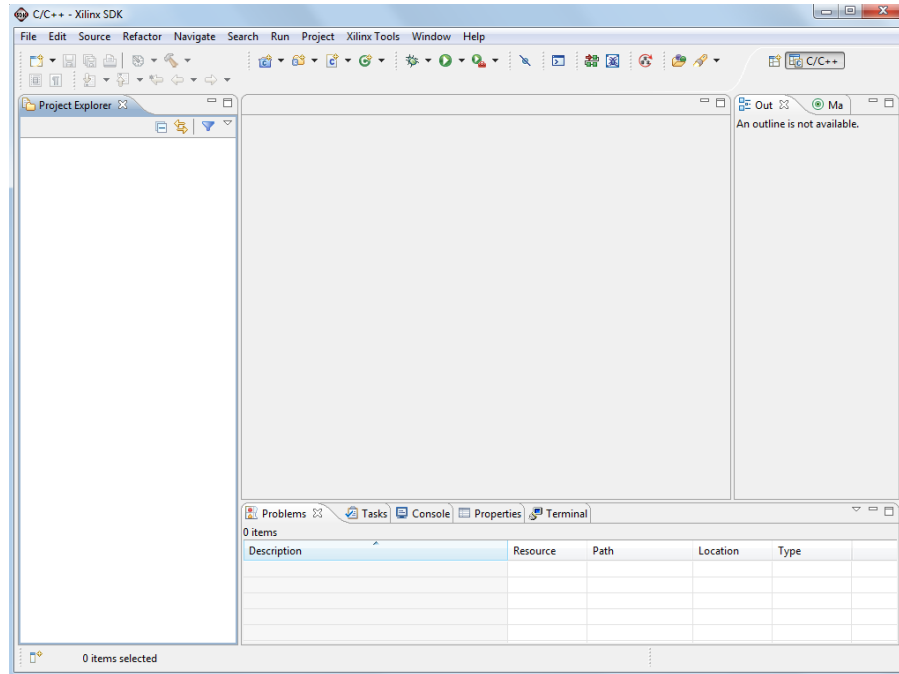 C/C++ - Xilinx SDK
File Edit Source Refactor Navigate Search Run Project Xilinx Tools Window Help
C/C++
Project Explorer
Out Ma
An outline is not available.
Problems Tasks Console Properties Terminal
0 items
Description Resource Path Location Type
0 items selected